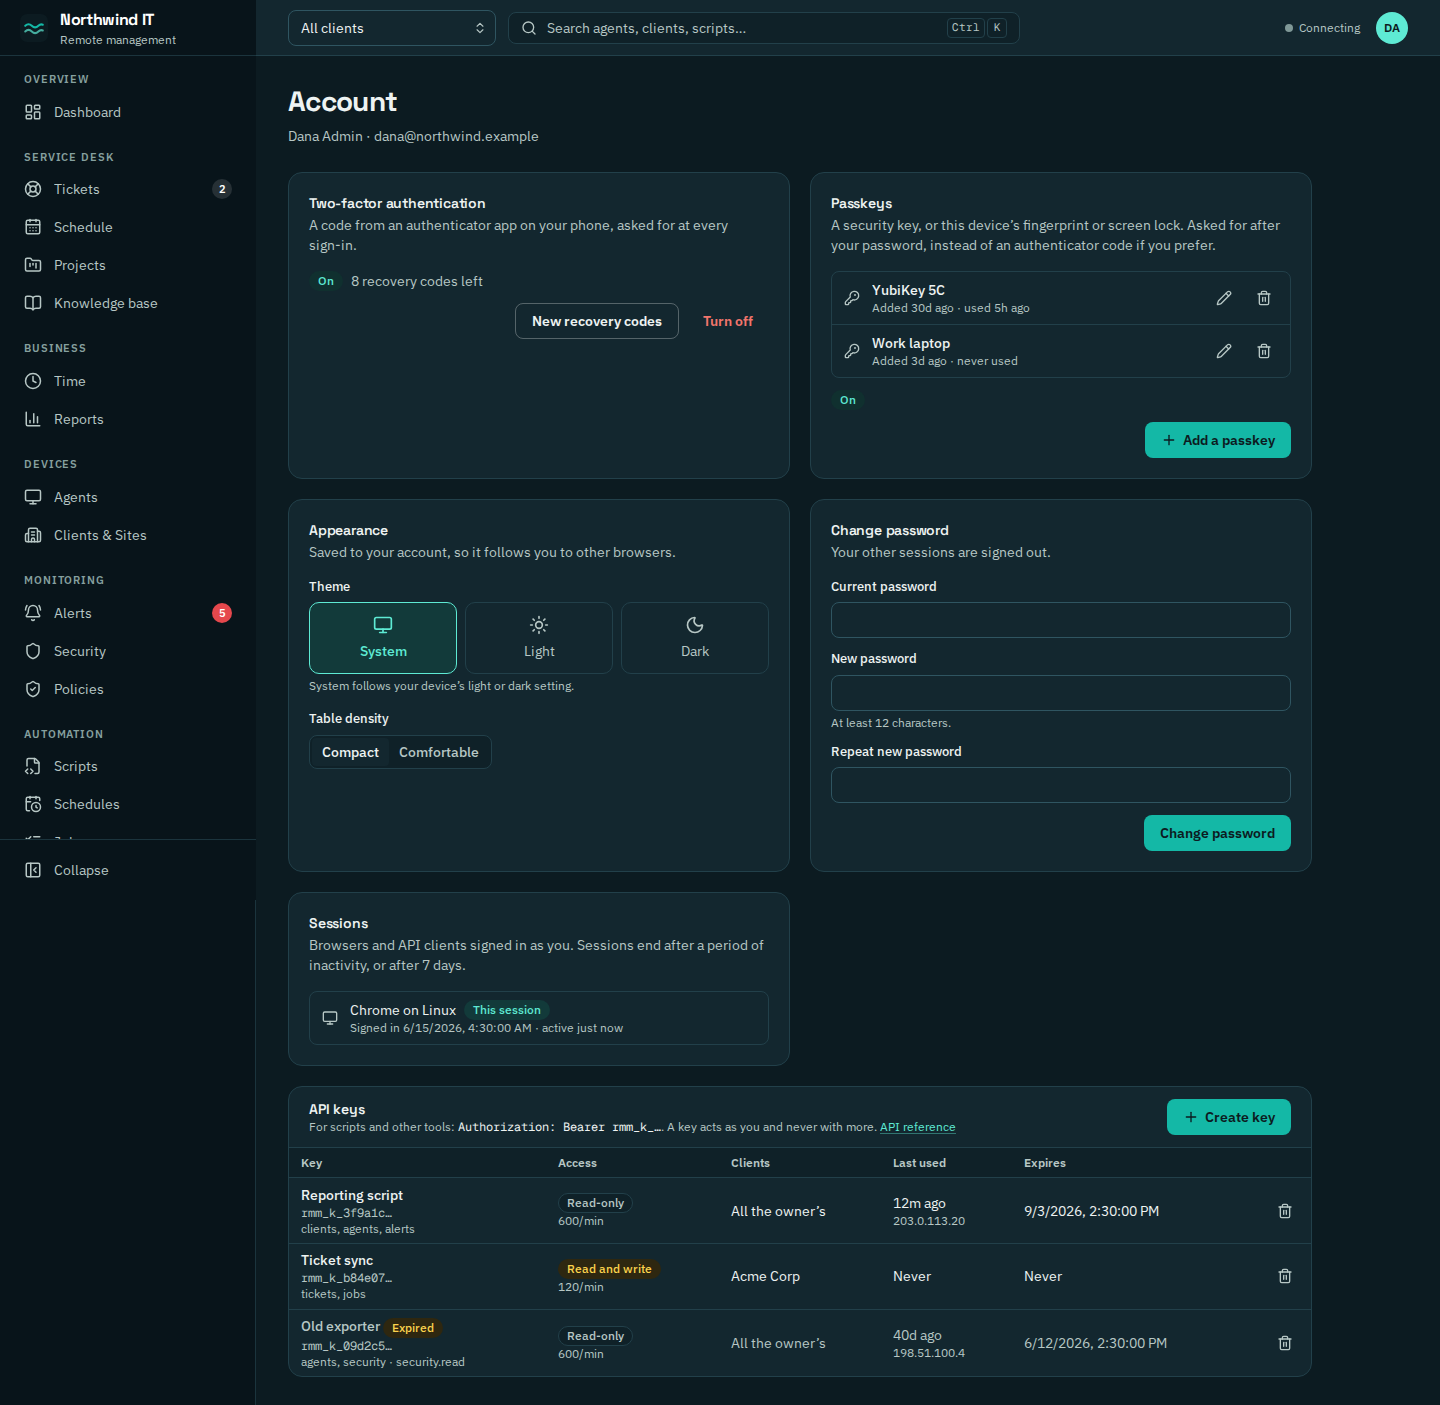 Northwind IT
Remote management
All clients
Search agents, clients, scripts...
Ctrl K
Connecting
DA
OVERVIEW
Dashboard
SERVICE DESK
Tickets 2
Schedule
Projects
Knowledge base
BUSINESS
Time
Reports
DEVICES
Agents
Clients & Sites
MONITORING
Alerts 5
Security
Policies
AUTOMATION
Scripts
Schedules
Collapse
Account
Dana Admin · dana@northwind.example
Two-factor authentication
A code from an authenticator app on your phone, asked for at every
sign-in.
On 8 recovery codes left
New recovery codes Turn off
Passkeys
A security key, or this device’s fingerprint or screen lock. Asked for after
your password, instead of an authenticator code if you prefer.
YubiKey 5C
Added 30d ago · used 5h ago
Work laptop
Added 3d ago · never used
On
Add a passkey
Appearance
Saved to your account, so it follows you to other browsers.
Theme
System Light Dark
System follows your device’s light or dark setting.
Table density
Compact Comfortable
Change password
Your other sessions are signed out.
Current password
New password
At least 12 characters.
Repeat new password
Change password
Sessions
Browsers and API clients signed in as you. Sessions end after a period of
inactivity, or after 7 days.
Chrome on Linux This session
Signed in 6/15/2026, 4:30:00 AM · active just now
API keys
For scripts and other tools: Authorization: Bearer rmm_k_…. A key acts as you and never with more. API reference
Create key
Key Access Clients Last used Expires
Reporting script
rmm_k_3f9a1c…
clients, agents, alerts
Read-only
600/min
All the owner’s
12m ago
203.0.113.20
9/3/2026, 2:30:00 PM
Ticket sync
rmm_k_b84e07…
tickets, jobs
Read and write
120/min
Acme Corp
Never
Never
Old exporter Expired
rmm_k_09d2c5…
agents, security · security.read
Read-only
600/min
All the owner’s
40d ago
198.51.100.4
6/12/2026, 2:30:00 PM